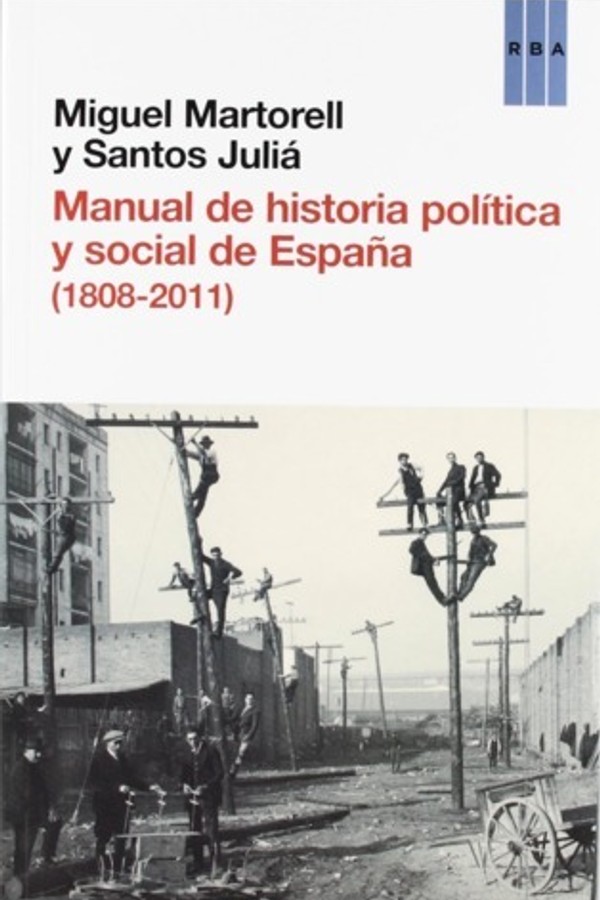 RBA
Miguel Martorell
y Santos Juliá
Manual de historia política
y social de España
(1808-2011)